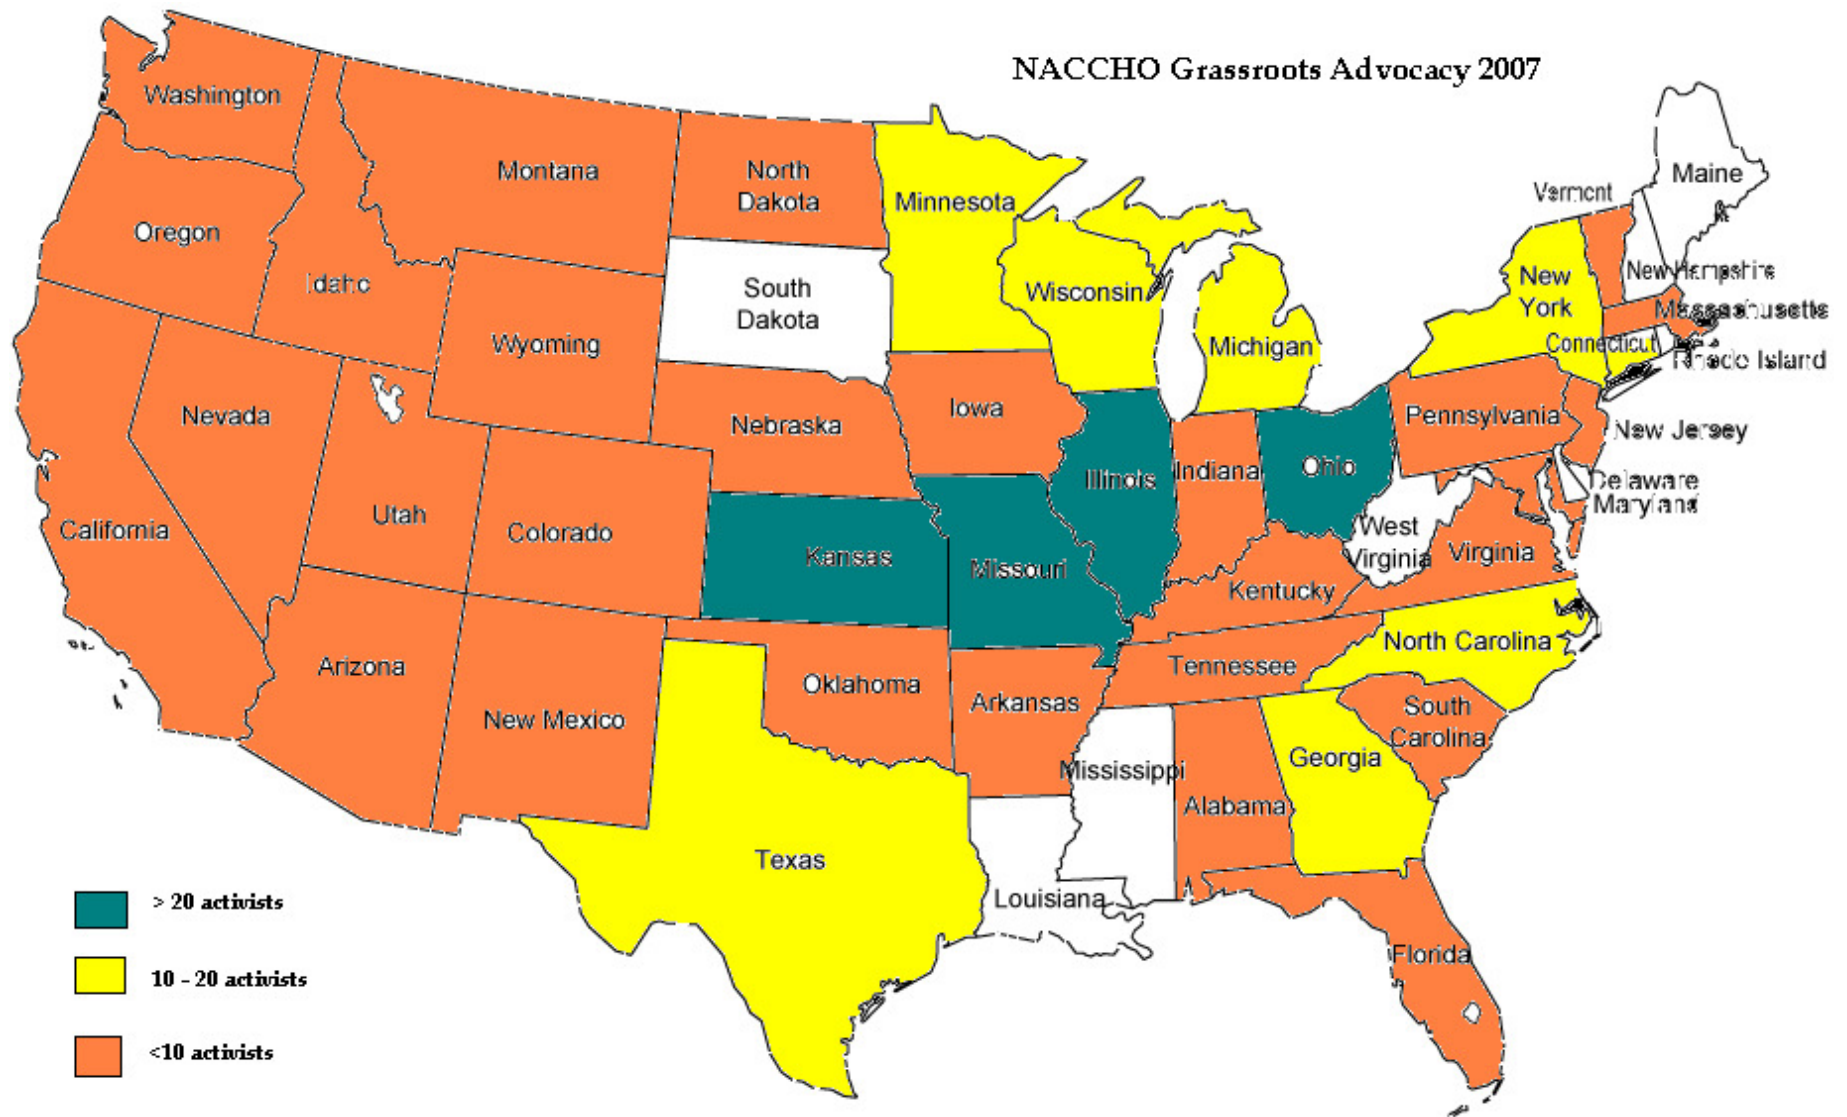 NACCHO Grassroots Advocacy 2007
Washington
Montana
North
Dakota
Minnesota
Maine
Vermont
Oregon
Idaho
South
Dakota
Wisconsin
New
York
New Hampshire
Massachusetts
Wyoming
Michigan
Connecticut
Rhode Island
Nevada
Nebraska
Iowa
Pennsylvania
New Jersey
California
Utah
Colorado
Kansas
Missouri
Illinois
Indiana
Ohio
West
Virginia
Virginia
Delaware
Maryland
Kentucky
Arizona
New Mexico
Oklahoma
Arkansas
Tennessee
North Carolina
South
Carolina
Texas
Mississippi
Alabama
Georgia
Louisiana
Florida
> 20 activists
10 - 20 activists
<10 activists